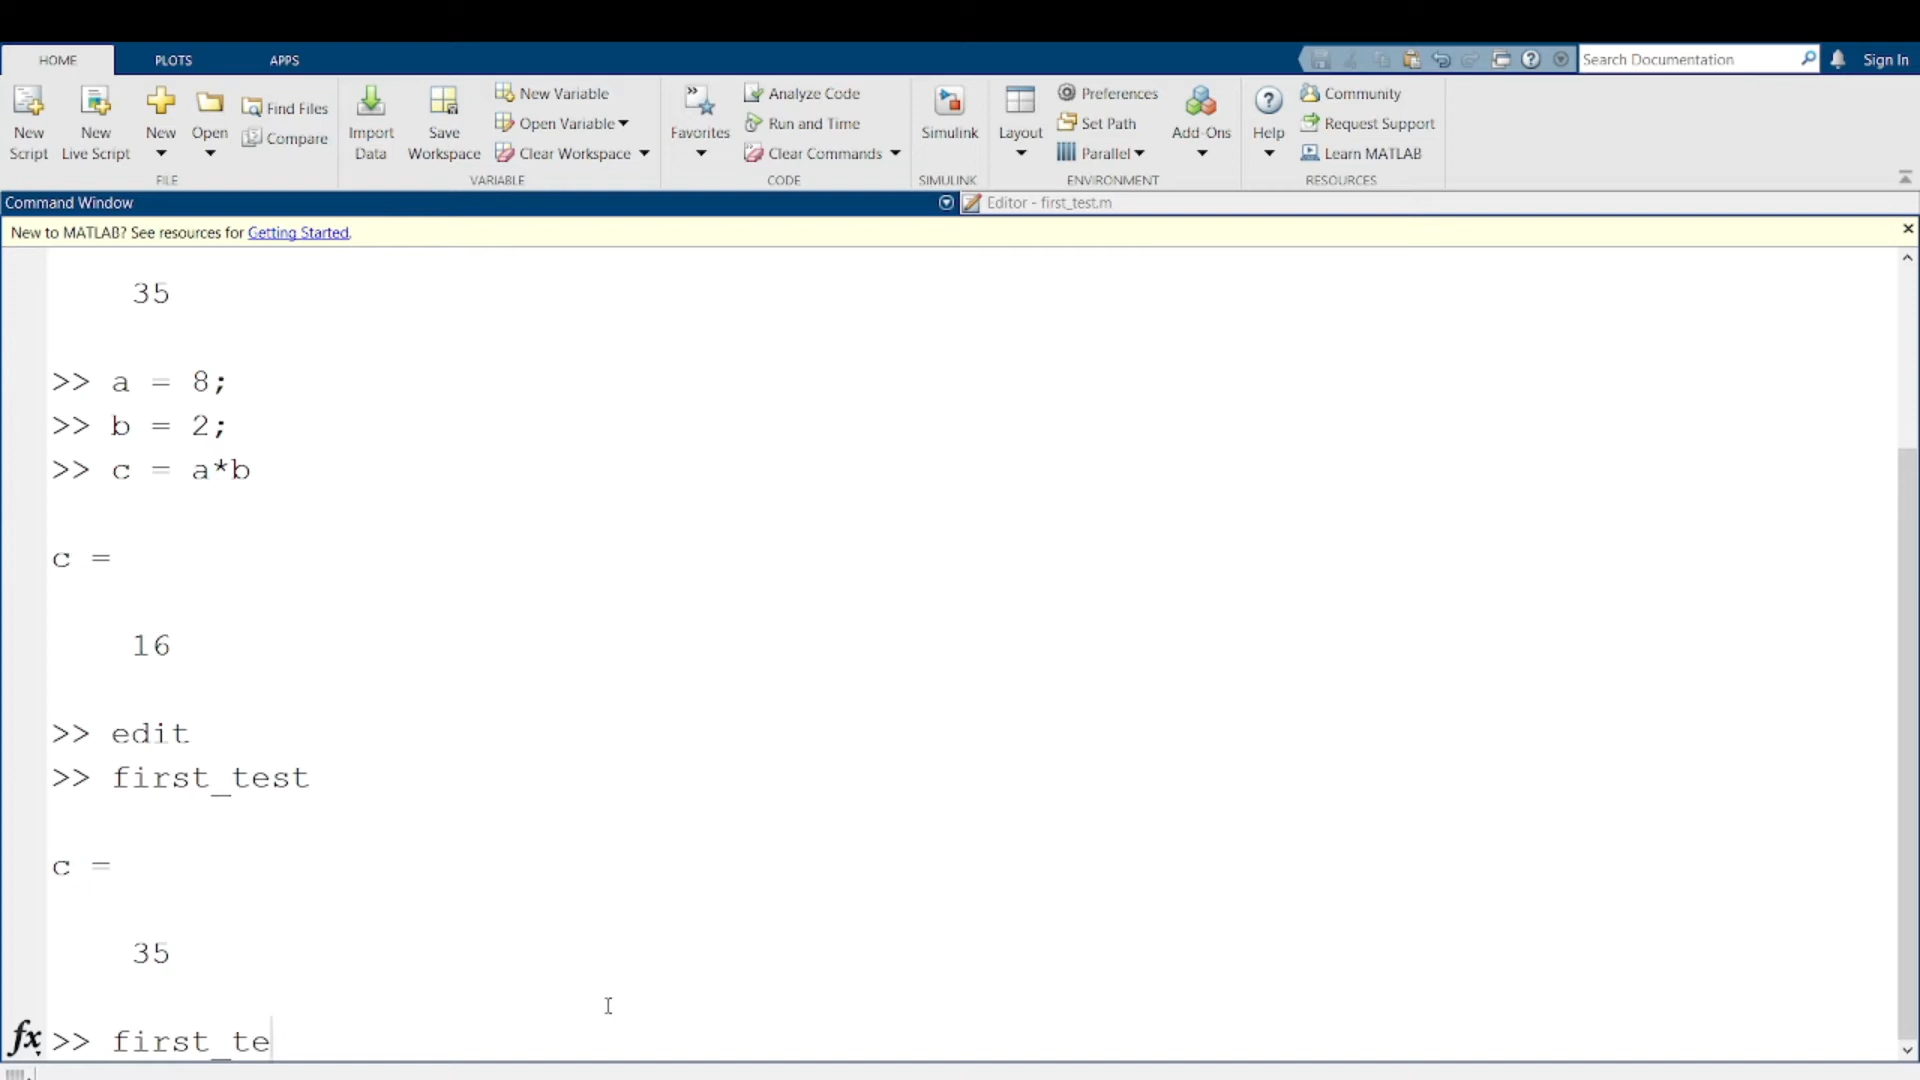 HOME PLOTS APPS
Search Documentation Sign In
New Script
New Live Script
New
Open
Find Files
Compare
FILE
Import Data
Save Workspace
New Variable
Open Variable
Clear Workspace
VARIABLE
Favorites
Analyze Code
Run and Time
Clear Commands
CODE
Simulink
SIMULINK
Layout
Preferences
Set Path
Parallel
Add-Ons
ENVIRONMENT
Help
Community
Request Support
Learn MATLAB
RESOURCES
Command Window
Editor - first_test.m
New to MATLAB? See resources for Getting Started.
35
>> a = 8;
>> b = 2;
>> c = a*b
c =
16
>> edit
>> first_test
c =
35
fx >> first_te